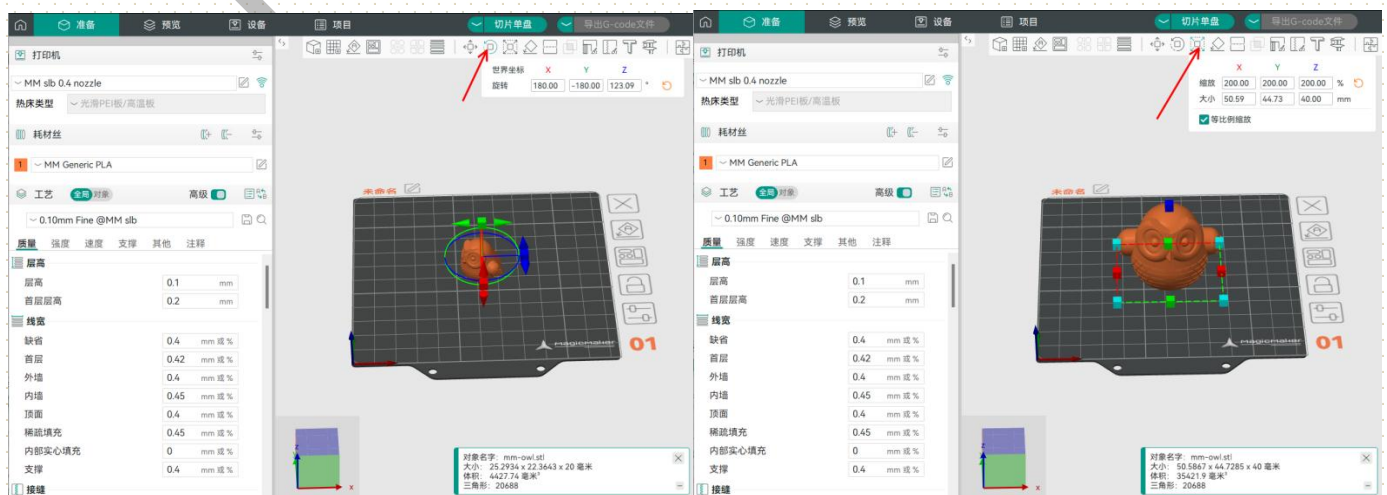 准备 预览 设备 项目 切片单盘 导出G-code文件
打印机
MM slb 0.4 nozzle
热床类型 光滑PEI板/高温板
耗材丝
1 MM Generic PLA
工艺 全局 对象 高级
0.10mm Fine @MM slb
质量 强度 速度 支撑 其他 注释
层高
层高 0.1 mm
首层层高 0.2 mm
线宽
缺省 0.4 mm 或 %
首层 0.42 mm 或 %
外墙 0.4 mm 或 %
内墙 0.45 mm 或 %
顶面 0.4 mm 或 %
稀疏填充 0.45 mm 或 %
内部实心填充 0 mm 或 %
支撑 0.4 mm 或 %
接缝
世界坐标 X Y Z
旋转 180.00 -180.00 123.09 °
未命名
MagicMaker 01
Z
X
对象名字: mm-owl.stl
大小: 25.2934 x 22.3643 x 20 毫米
体积: 4427.74 毫米³
三角形: 20688
准备 预览 设备 项目 切片单盘 导出G-code文件
打印机
MM slb 0.4 nozzle
热床类型 光滑PEI板/高温板
耗材丝
1 MM Generic PLA
工艺 全局 对象 高级
0.10mm Fine @MM slb
质量 强度 速度 支撑 其他 注释
层高
层高 0.1 mm
首层层高 0.2 mm
线宽
缺省 0.4 mm 或 %
首层 0.42 mm 或 %
外墙 0.4 mm 或 %
内墙 0.45 mm 或 %
顶面 0.4 mm 或 %
稀疏填充 0.45 mm 或 %
内部实心填充 0 mm 或 %
支撑 0.4 mm 或 %
接缝
X Y Z
缩放 200.00 200.00 200.00 %
大小 50.59 44.73 40.00 mm
等比例缩放
未命名
MagicMaker 01
Z
X
对象名字: mm-owl.stl
大小: 50.5867 x 44.7285 x 40 毫米
体积: 35421.9 毫米³
三角形: 20688